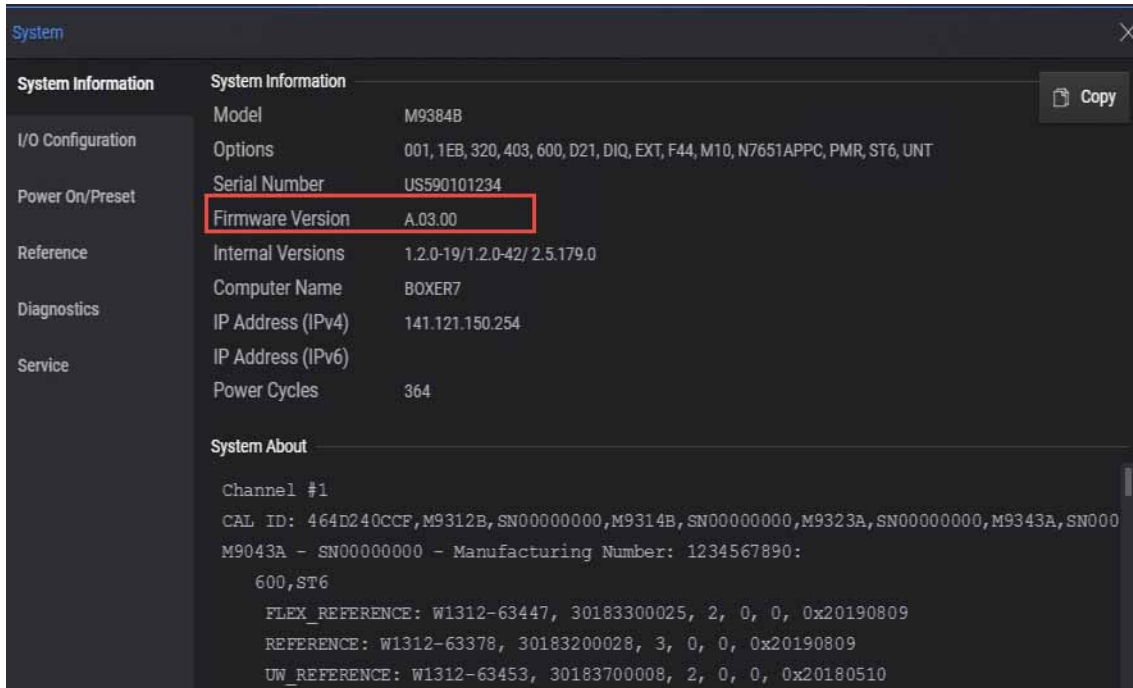 System
System Information
I/O Configuration
Power On/Preset
Reference
Diagnostics
Service
System Information
Copy
Model M9384B
Options 001, 1EB, 320, 403, 600, D21, DIQ, EXT, F44, M10, N7651APPC, PMR, ST6, UNT
Serial Number US590101234
Firmware Version A.03.00
Internal Versions 1.2.0-19/1.2.0-42/ 2.5.179.0
Computer Name BOXER7
IP Address (IPv4) 141.121.150.254
IP Address (IPv6)
Power Cycles 364
System About
Channel #1
CAL ID: 464D240CCF,M9312B,SN00000000,M9314B,SN00000000,M9323A,SN00000000,M9343A,SN000
M9043A - SN00000000 - Manufacturing Number: 1234567890:
600,ST6
FLEX_REFERENCE: W1312-63447, 30183300025, 2, 0, 0, 0x20190809
REFERENCE: W1312-63378, 30183200028, 3, 0, 0, 0x20190809
UW_REFERENCE: W1312-63453, 30183700008, 2, 0, 0, 0x20180510